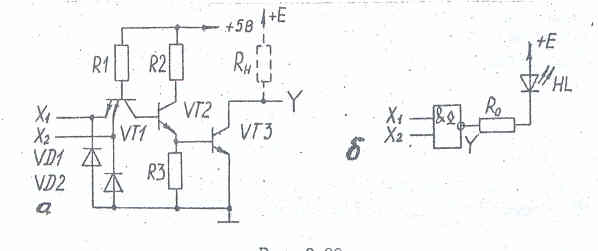 +5В
+E
R1
R2
Rн
X1
X2
VT1
VT2
VT3
Y
VD1
VD2
R3
а
+E
HL
X1
X2
&
R0
Y
б